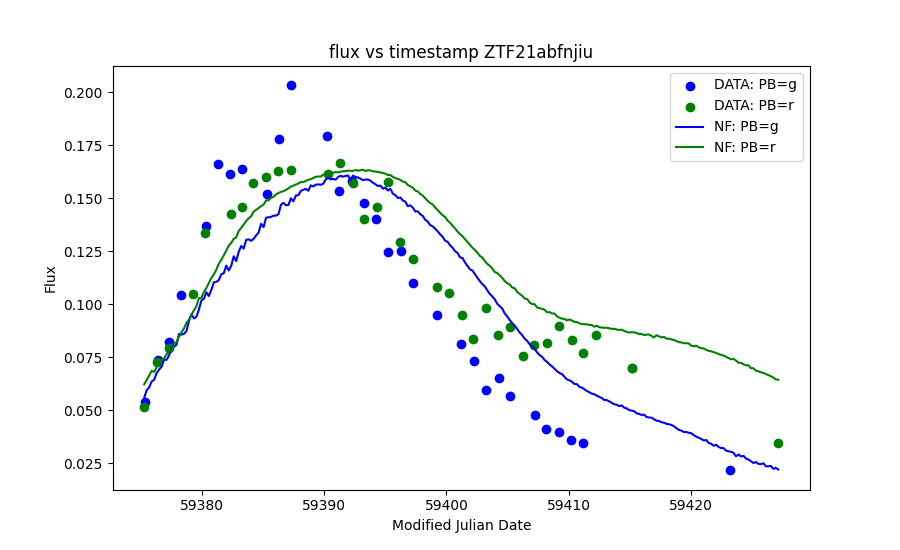 flux vs timestamp ZTF21abfnjiu
DATA: PB=g
DATA: PB=r
NF: PB=g
NF: PB=r
0.200
0.175
0.150
0.125
0.100
0.075
0.050
0.025
Flux
59380
59390
59400
59410
59420
Modified Julian Date